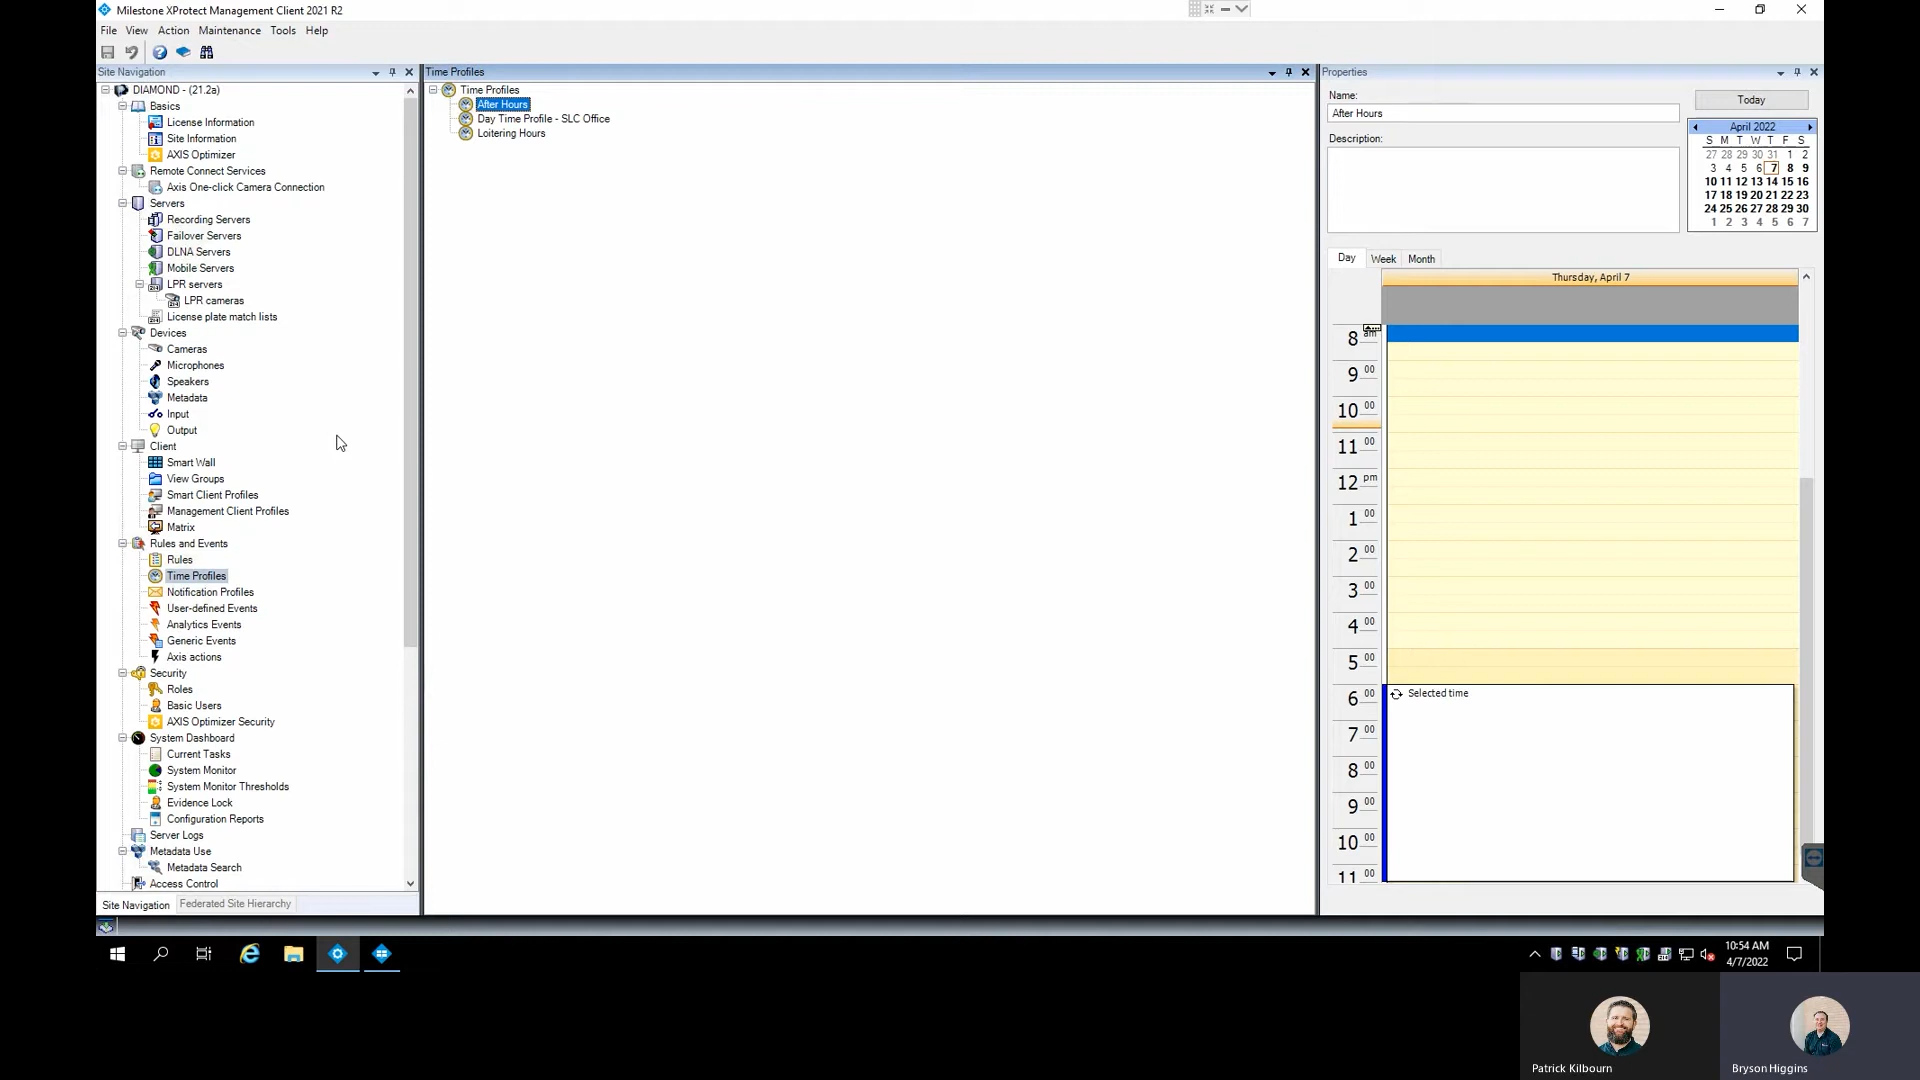 Milestone XProtect Management Client 2021 R2
File View Action Maintenance Tools Help
Site Navigation
DIAMOND - (21.2a)
Basics
License Information
Site Information
AXIS Optimizer
Remote Connect Services
Axis One-click Camera Connection
Servers
Recording Servers
Failover Servers
DLNA Servers
Mobile Servers
LPR servers
LPR cameras
License plate match lists
Devices
Cameras
Microphones
Speakers
Metadata
Input
Output
Client
Smart Wall
View Groups
Smart Client Profiles
Management Client Profiles
Matrix
Rules and Events
Rules
Time Profiles
Notification Profiles
User-defined Events
Analytics Events
Generic Events
Axis actions
Security
Roles
Basic Users
AXIS Optimizer Security
System Dashboard
Current Tasks
System Monitor
System Monitor Thresholds
Evidence Lock
Configuration Reports
Server Logs
Metadata Use
Metadata Search
Access Control
Site Navigation Federated Site Hierarchy
Time Profiles
Time Profiles
After Hours
Day Time Profile - SLC Office
Loitering Hours
Properties
Name:
After Hours
Description:
Today
April 2022
S M T W T F S
27 28 29 30 31 1 2
3 4 5 6 7 8 9
10 11 12 13 14 15 16
17 18 19 20 21 22 23
24 25 26 27 28 29 30
1 2 3 4 5 6 7
Day Week Month
Thursday, April 7
8 am
9 00
10 00
11 00
12 pm
1 00
2 00
3 00
4 00
5 00
6 00 Selected time
7 00
8 00
9 00
10 00
11 00
10:54 AM
4/7/2022
Patrick Kilbourn
Bryson Higgins